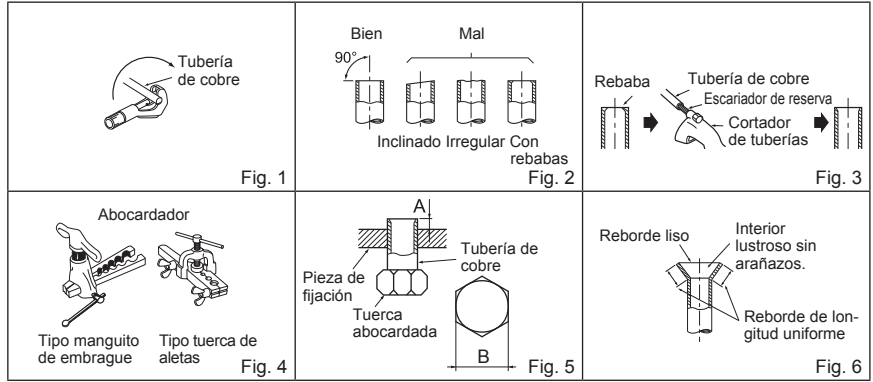 Tubería
de cobre
Fig. 1
Bien
Mal
90°
Inclinado Irregular Con
rebabas
Fig. 2
Rebaba
Tubería de cobre
Escariador de reserva
Cortador
de tuberías
Fig. 3
Abocardador
Tipo manguito
de embrague
Tipo tuerca de
aletas
Fig. 4
A
Tubería de
cobre
Pieza de
fijación
Tuerca
abocardada
B
Fig. 5
Reborde liso
Interior
lustroso sin
arañazos.
Reborde de lon-
gitud uniforme
Fig. 6